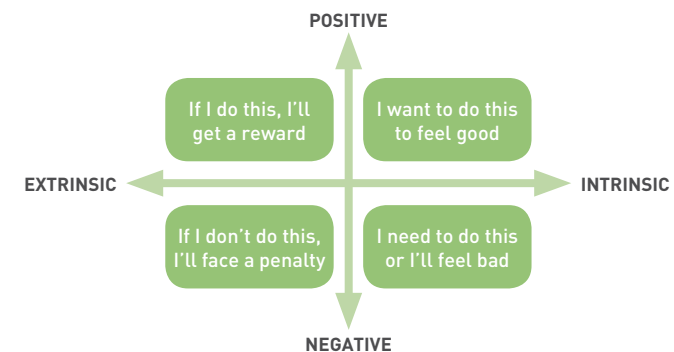 POSITIVE
If I do this, I’ll
get a reward
I want to do this
to feel good
EXTRINSIC
INTRINSIC
If I don’t do this,
I’ll face a penalty
I need to do this
or I’ll feel bad
NEGATIVE